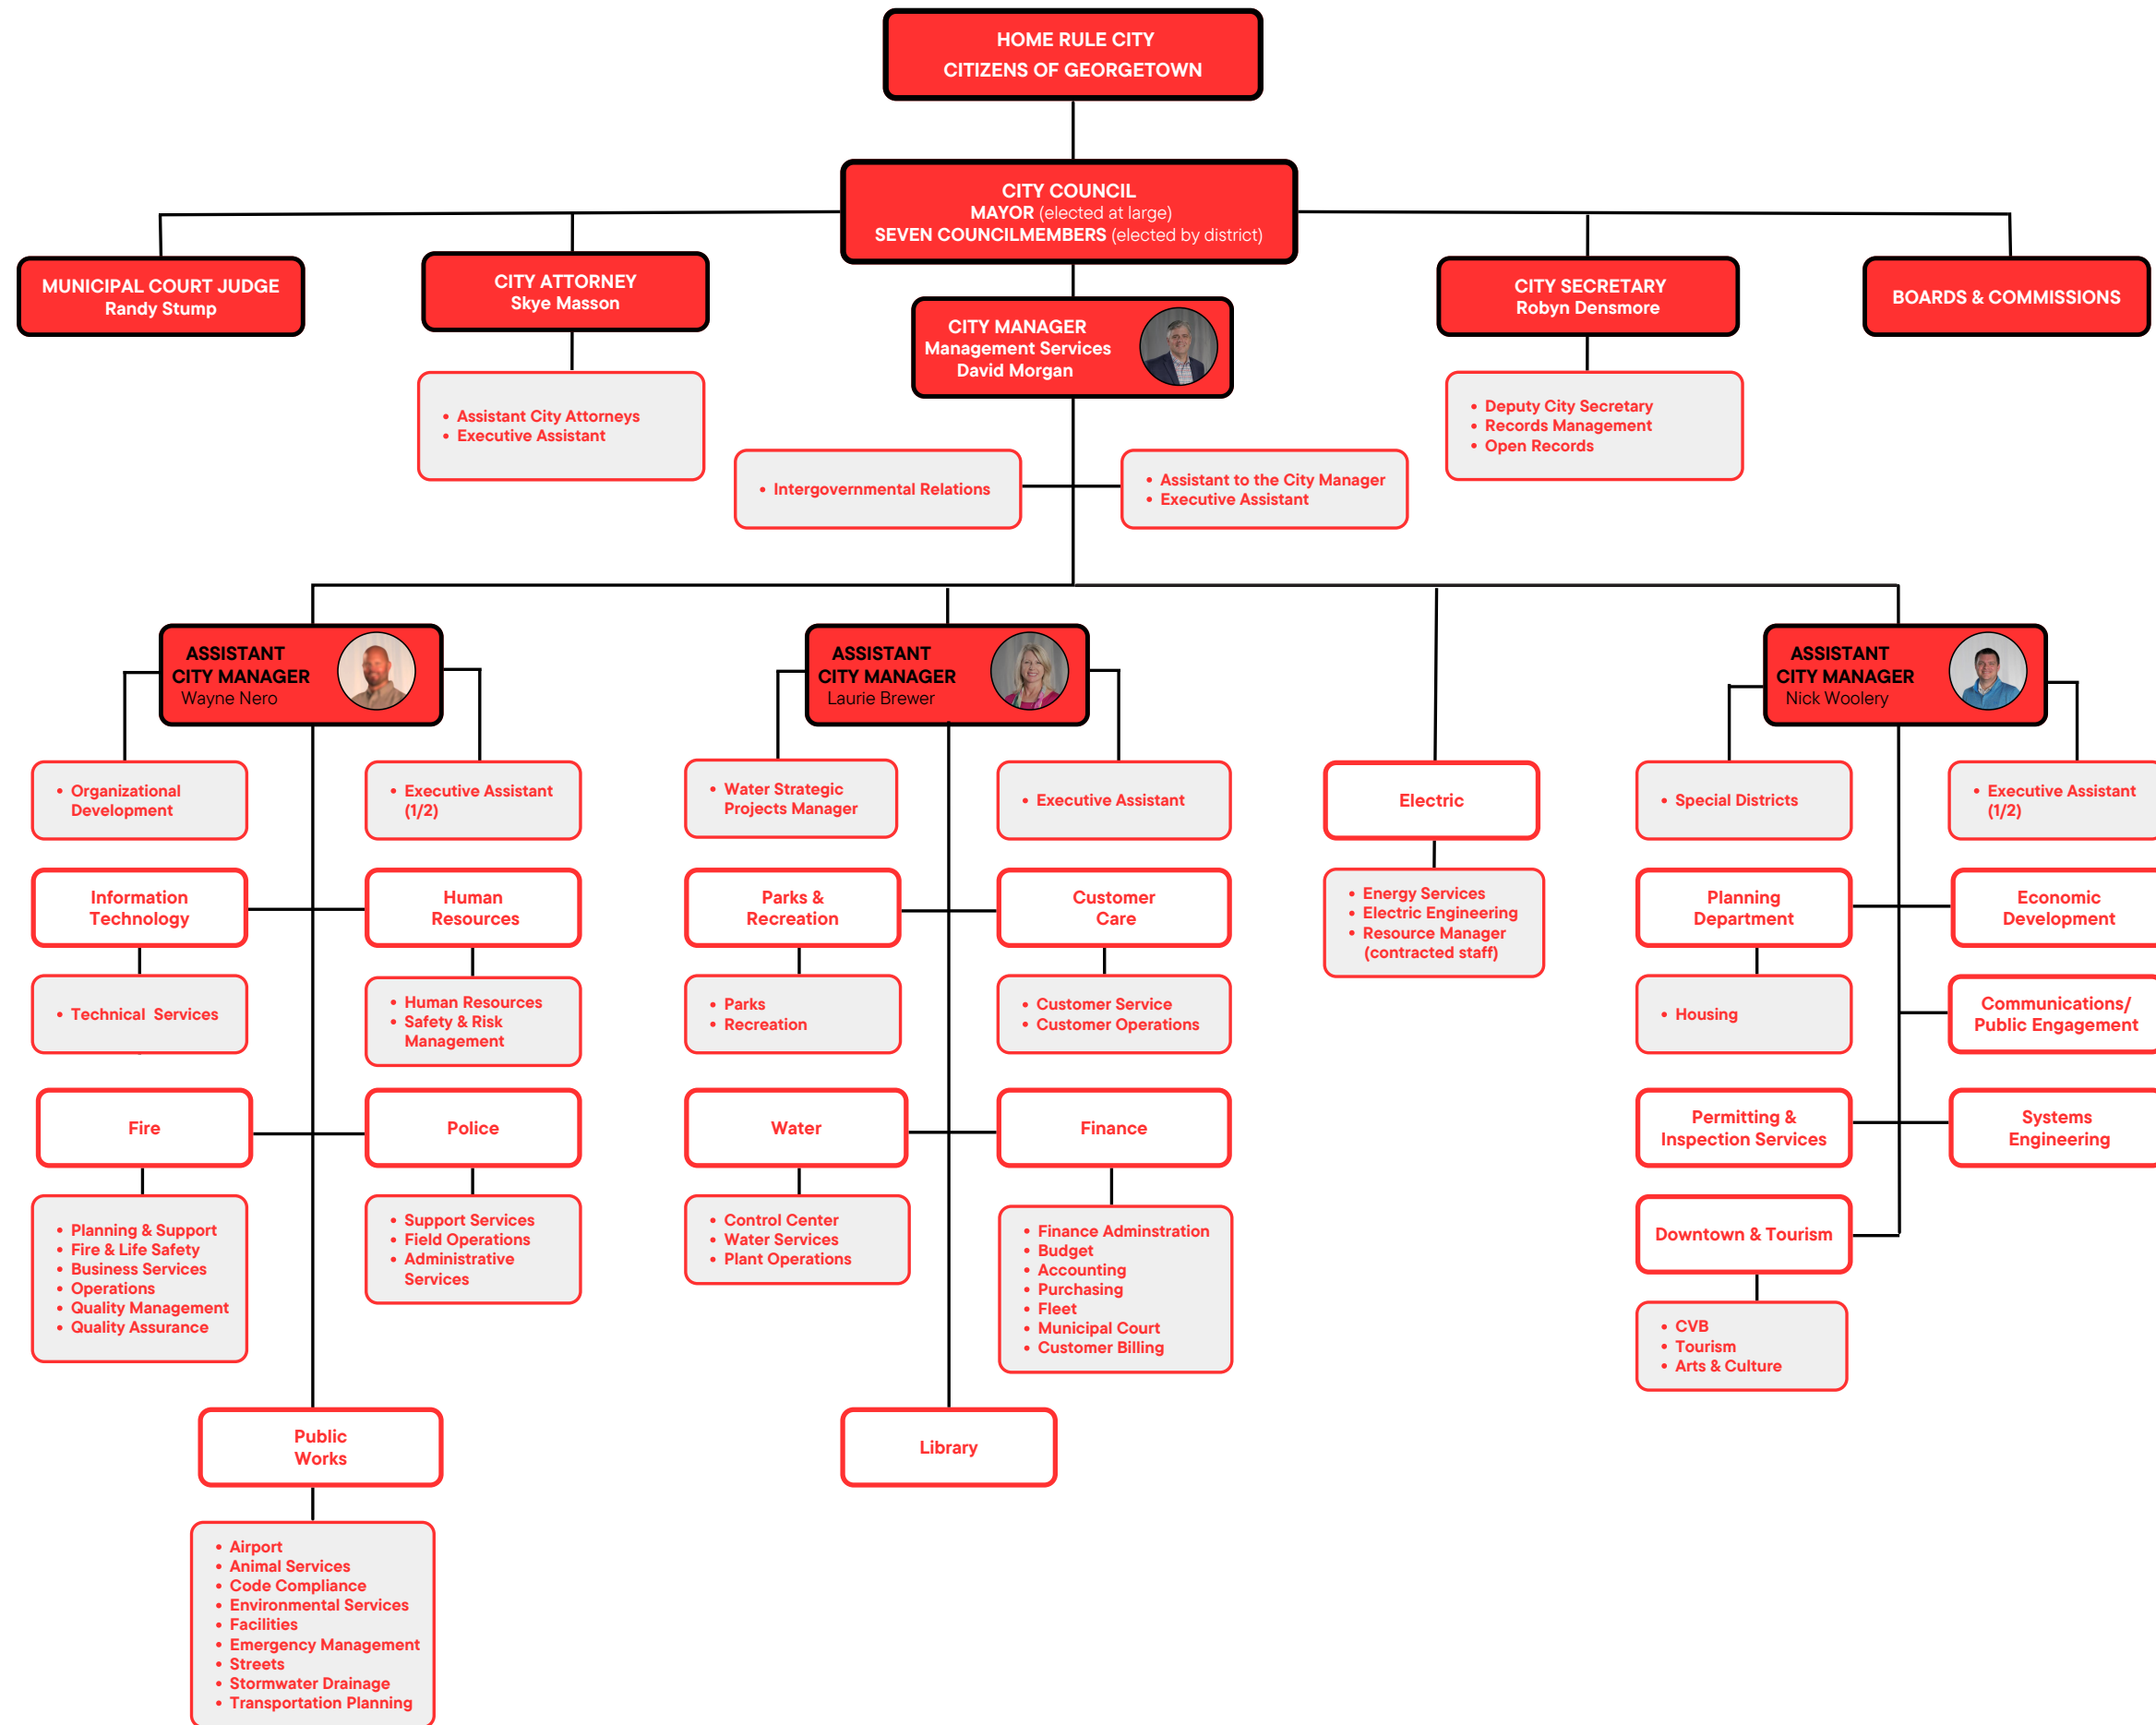 HOME RULE CITY
CITIZENS OF GEORGETOWN
CITY COUNCIL
MAYOR (elected at large)
SEVEN COUNCILMEMBERS (elected by district)
MUNICIPAL COURT JUDGE
Randy Stump
CITY ATTORNEY
Skye Masson
CITY MANAGER
Management Services
David Morgan
CITY SECRETARY
Robyn Densmore
BOARDS & COMMISSIONS
• Assistant City Attorneys
• Executive Assistant
• Intergovernmental Relations
• Assistant to the City Manager
• Executive Assistant
• Deputy City Secretary
• Records Management
• Open Records
ASSISTANT
CITY MANAGER
Wayne Nero
ASSISTANT
CITY MANAGER
Laurie Brewer
ASSISTANT
CITY MANAGER
Nick Woolery
• Organizational
Development
• Executive Assistant
(1/2)
Information
Technology
Human
Resources
• Technical Services
• Human Resources
• Safety & Risk
Management
Fire
Police
• Planning & Support
• Fire & Life Safety
• Business Services
• Operations
• Quality Management
• Quality Assurance
• Support Services
• Field Operations
• Administrative
Services
Public
Works
• Airport
• Animal Services
• Code Compliance
• Environmental Services
• Facilities
• Emergency Management
• Streets
• Stormwater Drainage
• Transportation Planning
• Water Strategic
Projects Manager
• Executive Assistant
Parks &
Recreation
Customer
Care
• Parks
• Recreation
• Customer Service
• Customer Operations
Water
Finance
• Control Center
• Water Services
• Plant Operations
• Finance Adminstration
• Budget
• Accounting
• Purchasing
• Fleet
• Municipal Court
• Customer Billing
Library
Electric
• Energy Services
• Electric Engineering
• Resource Manager
(contracted staff)
• Special Districts
• Executive Assistant
(1/2)
Planning
Department
Economic
Development
• Housing
Communications/
Public Engagement
Permitting &
Inspection Services
Systems
Engineering
Downtown & Tourism
• CVB
• Tourism
• Arts & Culture